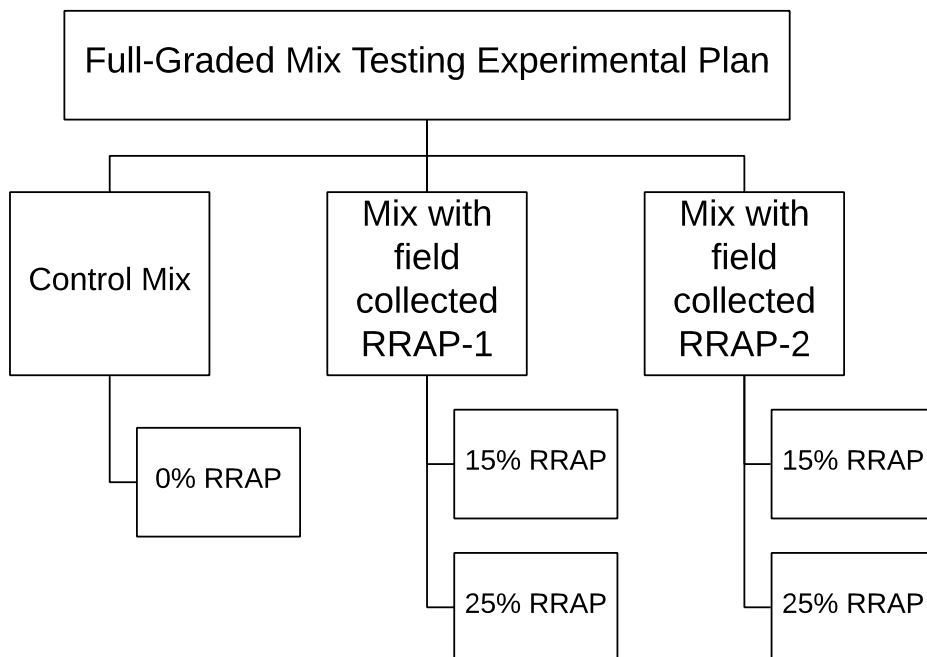 Full-Graded Mix Testing Experimental Plan
Control Mix
Mix with
field
collected
RRAP-1
Mix with
field
collected
RRAP-2
0% RRAP
15% RRAP
25% RRAP
15% RRAP
25% RRAP